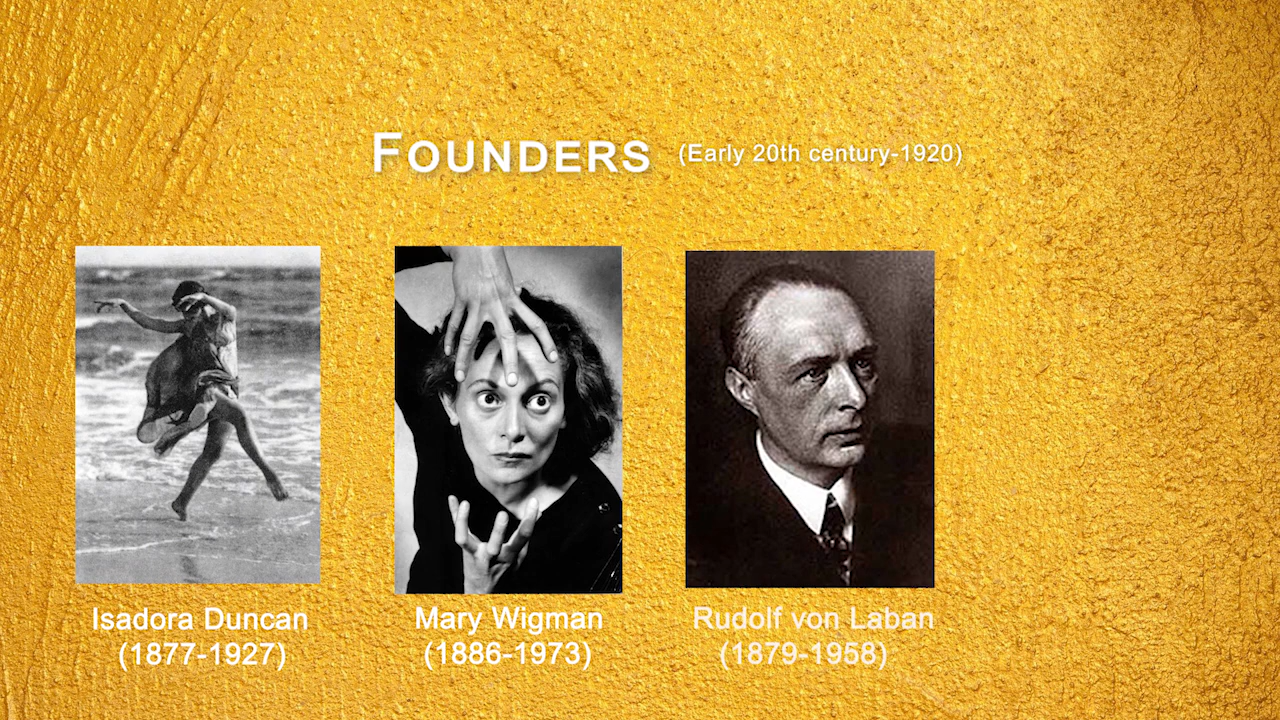 FOUNDERS (Early 20th century-1920)
Isadora Duncan
(1877-1927)
Mary Wigman
(1886-1973)
Rudolf von Laban
(1879-1958)